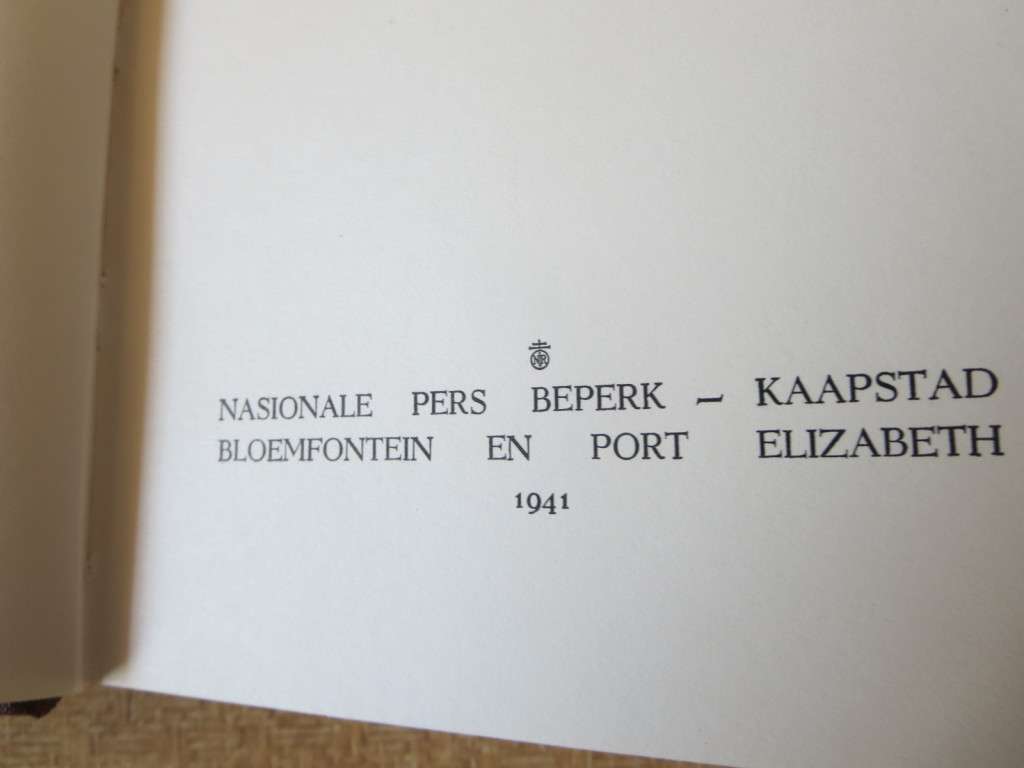 NASIONALE PERS BEPERK – KAAPSTAD
BLOEMFONTEIN EN PORT ELIZABETH
1941